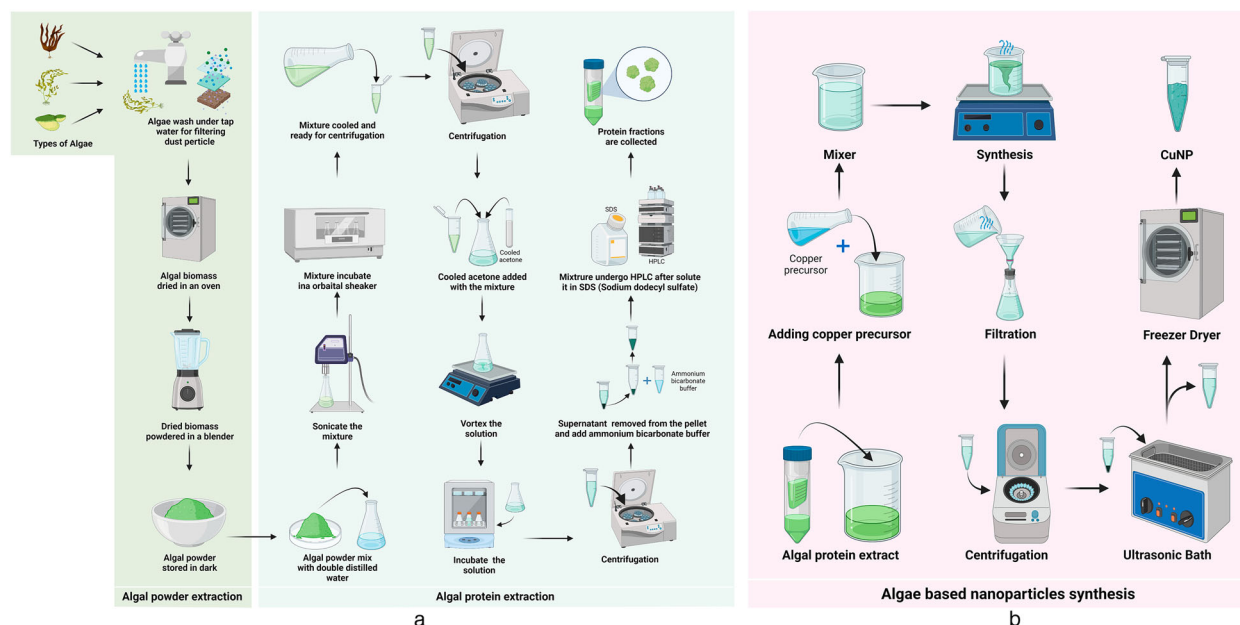 Types of Algae
Algae wash under tap
water for filtering
dust perticle
Algal biomass
dried in an oven
Dried biomass
powdered in a blender
Algal powder
stored in dark
Algal powder extraction
Mixture cooled and
ready for centrifugation
Mixture incubate
ina orbaital sheaker
Sonicate the
mixture
Algal powder mix
with double distilled
water
Centrifugation
Cooled
acetone
Cooled acetone added
with the mixture
Vortex the
solution
Incubate the
solution
Protein fractions
are collected
SDS
HPLC
Mixtrure undergo HPLC after solute
it in SDS (Sodium dodecyl sulfate)
+
Ammonium
bicarbonate
buffer
Supernatant removed from the pellet
and add ammonium bicarbonate buffer
Centrifugation
Algal protein extraction
a
Mixer
Copper
precursor
+
Adding copper precursor
Algal protein extract
Synthesis
Filtration
Centrifugation
CuNP
Freezer Dryer
Ultrasonic Bath
Algae based nanoparticles synthesis
b